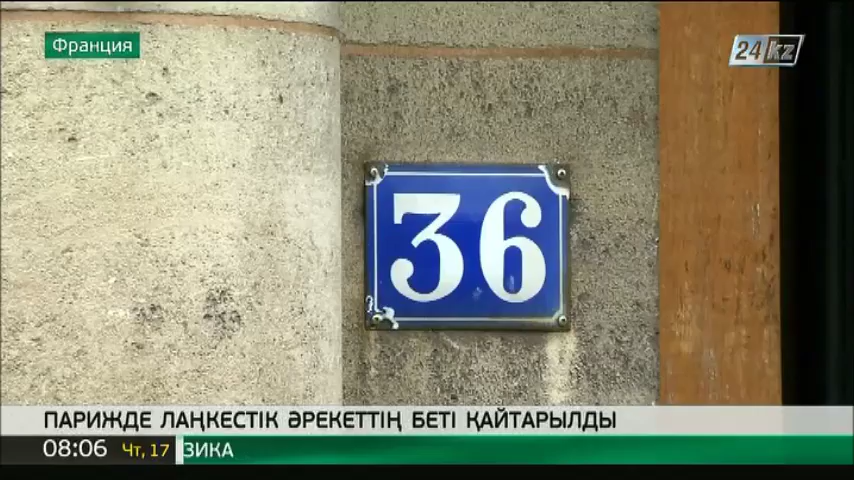 Франция
24kz
36
ПАРИЖДЕ ЛАҢКЕСТІК ӘРЕКЕТТІҢ БЕТІ ҚАЙТАРЫЛДЫ
08:06 Чт, 17 ЗИКА